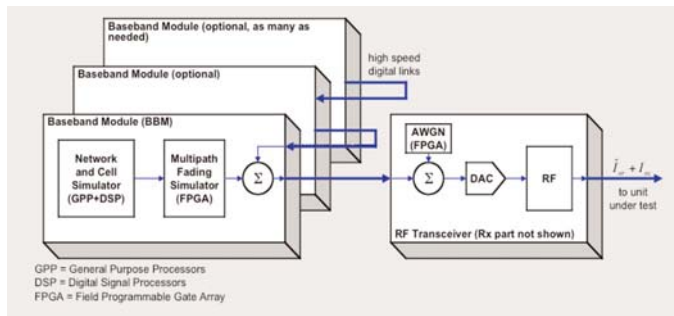 Baseband Module (optional, as many as
needed)
high speed
digital links
Baseband Module (optional)
Baseband Module (BBM)
Network
and Cell
Simulator
(GPP+DSP)
Multipath
Fading
Simulator
(FPGA)
Σ
AWGN
(FPGA)
Σ
DAC
RF
to unit
under test
RF Transceiver (Rx part not shown)
GPP = General Purpose Processors
DSP = Digital Signal Processors
FPGA = Field Programmable Gate Array